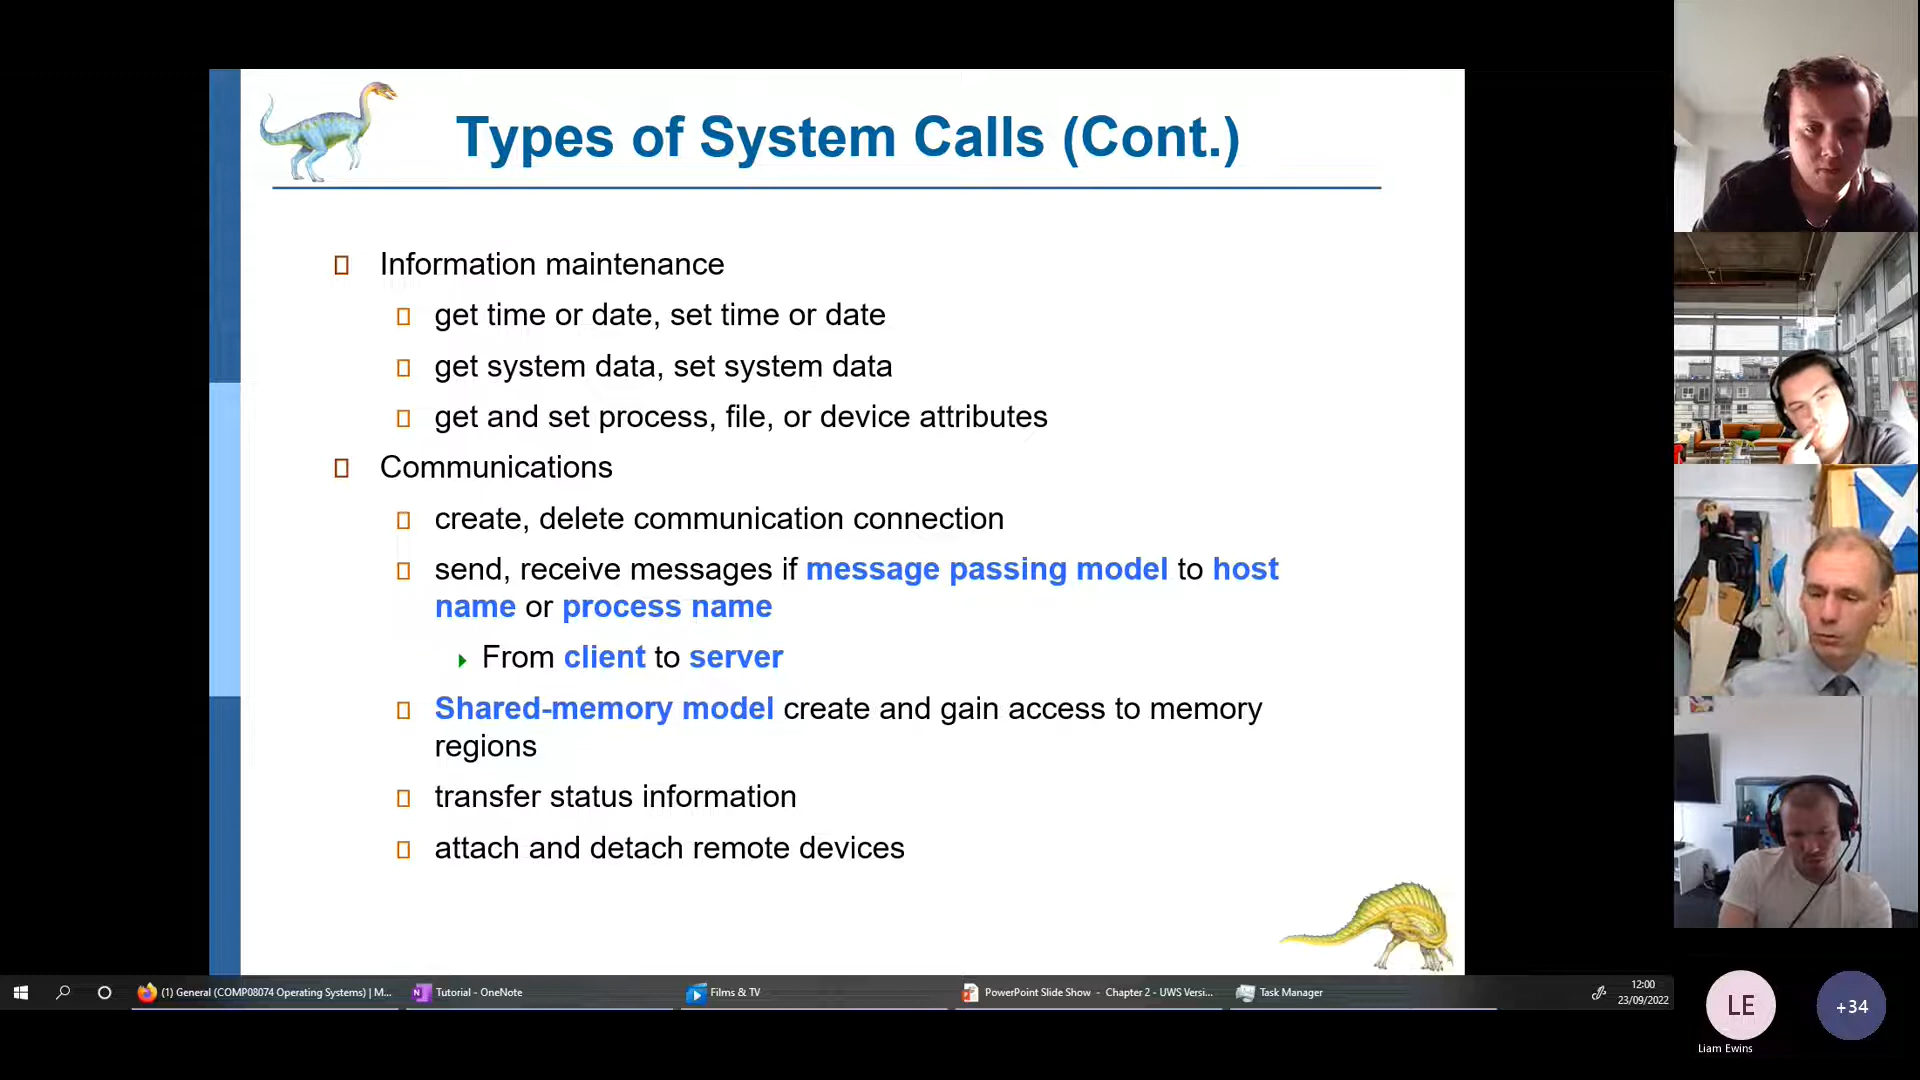 Types of System Calls (Cont.)
Information maintenance
get time or date, set time or date
get system data, set system data
get and set process, file, or device attributes
Communications
create, delete communication connection
send, receive messages if message passing model to host
name or process name
From client to server
Shared-memory model create and gain access to memory
regions
transfer status information
attach and detach remote devices
(1) General (COMP08074 Operating Systems) | M...
Tutorial - OneNote
Films & TV
PowerPoint Slide Show - Chapter 2 - UWS Versi...
Task Manager
12:00
23/09/2022
LE
+34
Liam Ewins